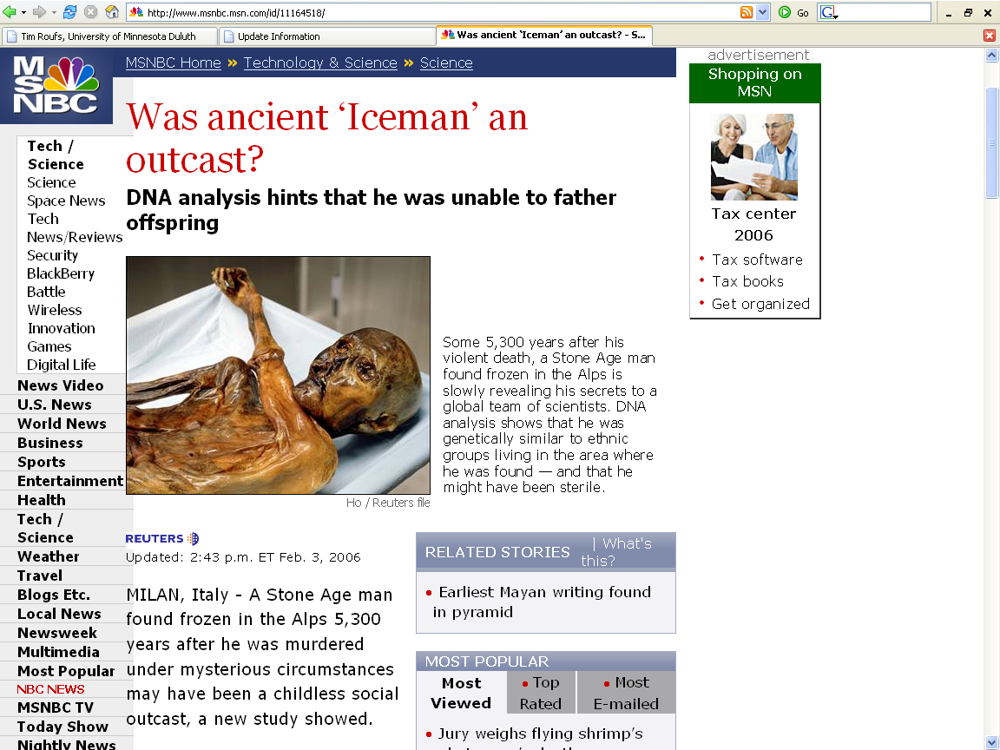 http://www.msnbc.msn.com/id/11164518/
Go
G
Tim Roufs, University of Minnesota Duluth
Update Information
Was ancient ‘Iceman’ an outcast? - S...
MSNBC
MSNBC Home » Technology & Science » Science
Was ancient ‘Iceman’ an
outcast?
DNA analysis hints that he was unable to father
offspring
Tech /
Science
Science
Space News
Tech
News/Reviews
Security
BlackBerry
Battle
Wireless
Innovation
Games
Digital Life
News Video
U.S. News
World News
Business
Sports
Entertainment
Health
Tech /
Science
Weather
Travel
Blogs Etc.
Local News
Newsweek
Multimedia
Most Popular
NBC NEWS
MSNBC TV
Today Show
Nightly News
Some 5,300 years after his
violent death, a Stone Age man
found frozen in the Alps is
slowly revealing his secrets to a
global team of scientists. DNA
analysis shows that he was
genetically similar to ethnic
groups living in the area where
he was found — and that he
might have been sterile.
Ho / Reuters file
REUTERS
Updated: 2:43 p.m. ET Feb. 3, 2006
MILAN, Italy - A Stone Age man
found frozen in the Alps 5,300
years after he was murdered
under mysterious circumstances
may have been a childless social
outcast, a new study showed.
RELATED STORIES | What's
this?
• Earliest Mayan writing found
in pyramid
MOST POPULAR
Most
Viewed
• Top
Rated
• Most
E-mailed
• Jury weighs flying shrimp’s
advertisement
Shopping on
MSN
Tax center
2006
• Tax software
• Tax books
• Get organized